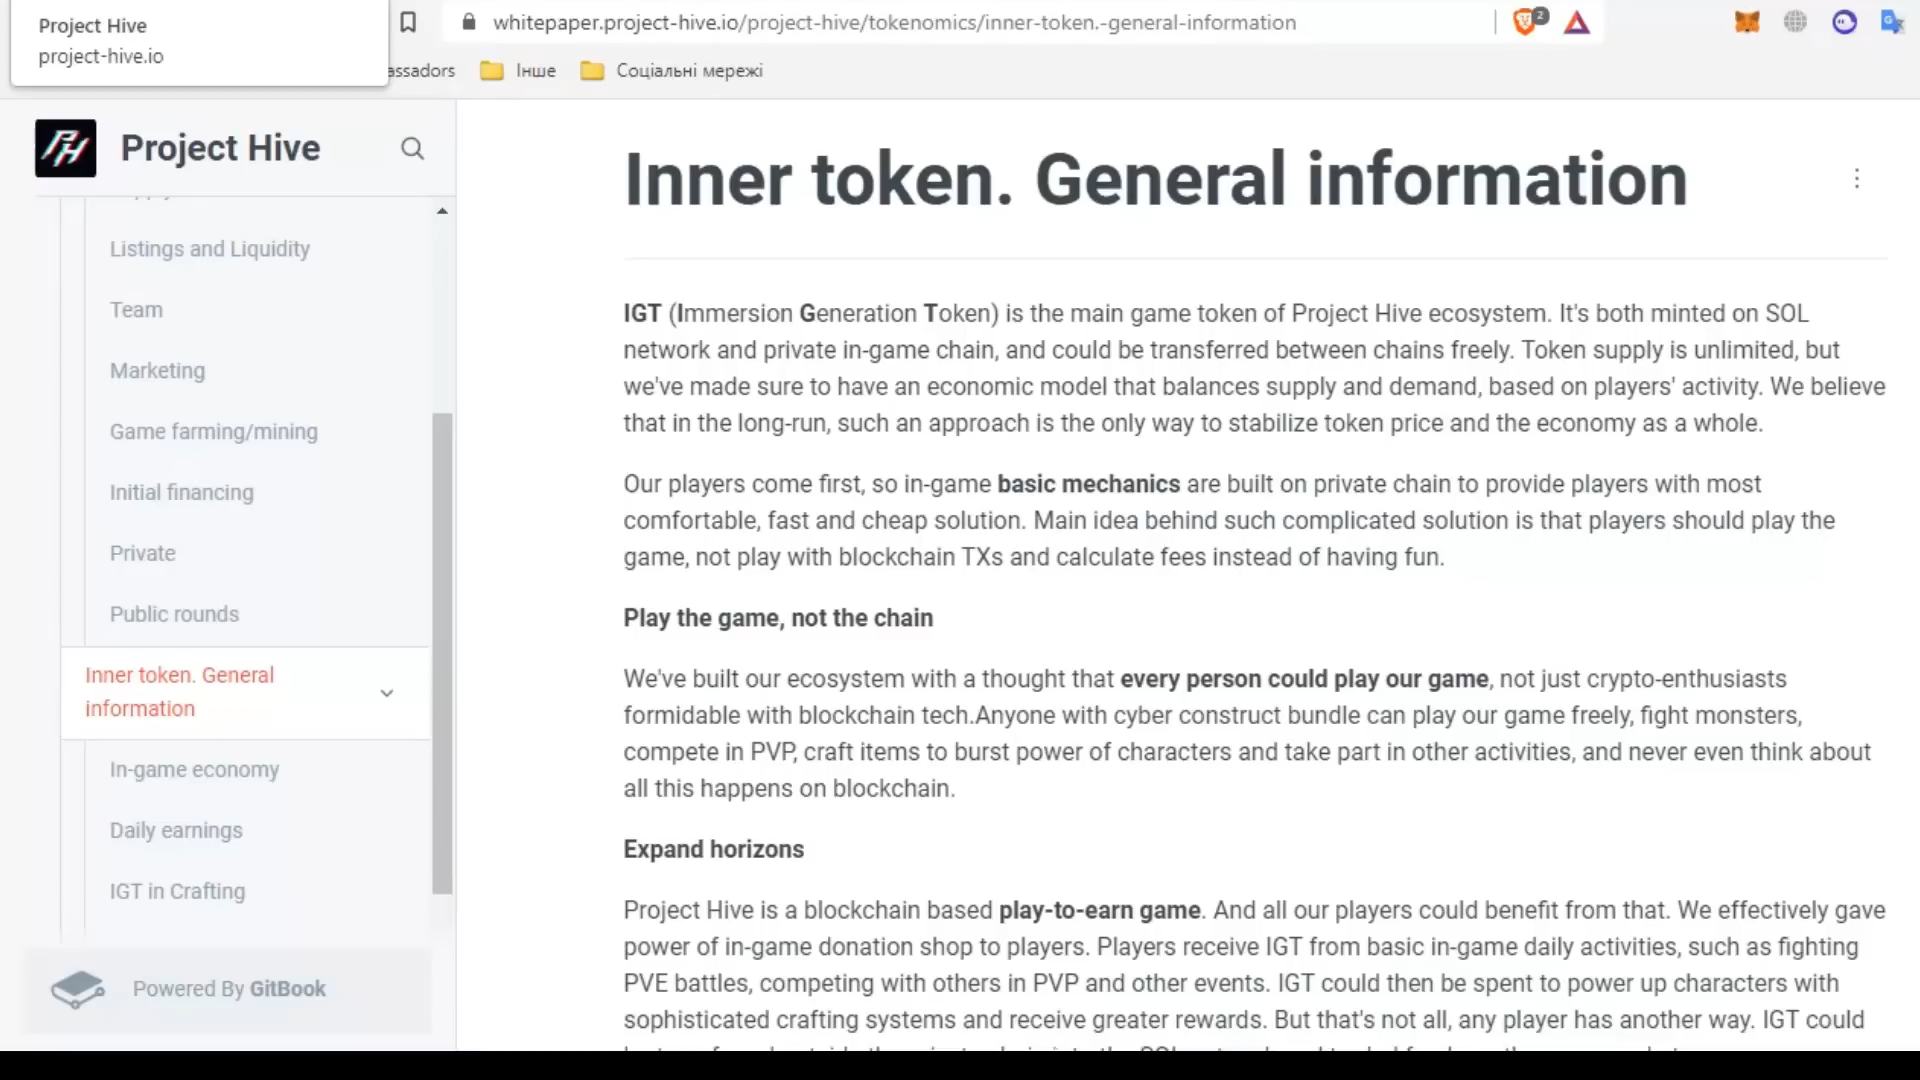 Project Hive
project-hive.io
whitepaper.project-hive.io/project-hive/tokenomics/inner-token.-general-information
2
assadors
Інше
Соціальні мережі
PH
Project Hive
Listings and Liquidity
Team
Marketing
Game farming/mining
Initial financing
Private
Public rounds
Inner token. General
information
In-game economy
Daily earnings
IGT in Crafting
Powered By GitBook
Inner token. General information
IGT (Immersion Generation Token) is the main game token of Project Hive ecosystem. It's both minted on SOL
network and private in-game chain, and could be transferred between chains freely. Token supply is unlimited, but
we've made sure to have an economic model that balances supply and demand, based on players' activity. We believe
that in the long-run, such an approach is the only way to stabilize token price and the economy as a whole.
Our players come first, so in-game basic mechanics are built on private chain to provide players with most
comfortable, fast and cheap solution. Main idea behind such complicated solution is that players should play the
game, not play with blockchain TXs and calculate fees instead of having fun.
Play the game, not the chain
We've built our ecosystem with a thought that every person could play our game, not just crypto-enthusiasts
formidable with blockchain tech.Anyone with cyber construct bundle can play our game freely, fight monsters,
compete in PVP, craft items to burst power of characters and take part in other activities, and never even think about
all this happens on blockchain.
Expand horizons
Project Hive is a blockchain based play-to-earn game. And all our players could benefit from that. We effectively gave
power of in-game donation shop to players. Players receive IGT from basic in-game daily activities, such as fighting
PVE battles, competing with others in PVP and other events. IGT could then be spent to power up characters with
sophisticated crafting systems and receive greater rewards. But that's not all, any player has another way. IGT could